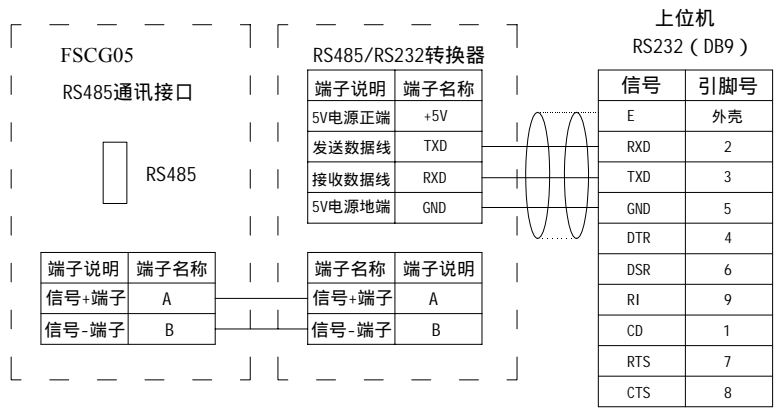 FSCG05
RS485通讯接口
RS485
端子说明 端子名称
信号+端子 A
信号-端子 B
RS485/RS232转换器
端子说明 端子名称
5V电源正端 +5V
发送数据线 TXD
接收数据线 RXD
5V电源地端 GND
端子名称 端子说明
信号+端子 A
信号-端子 B
上位机
RS232（DB9）
信号 引脚号
E 外壳
RXD 2
TXD 3
GND 5
DTR 4
DSR 6
RI 9
CD 1
RTS 7
CTS 8